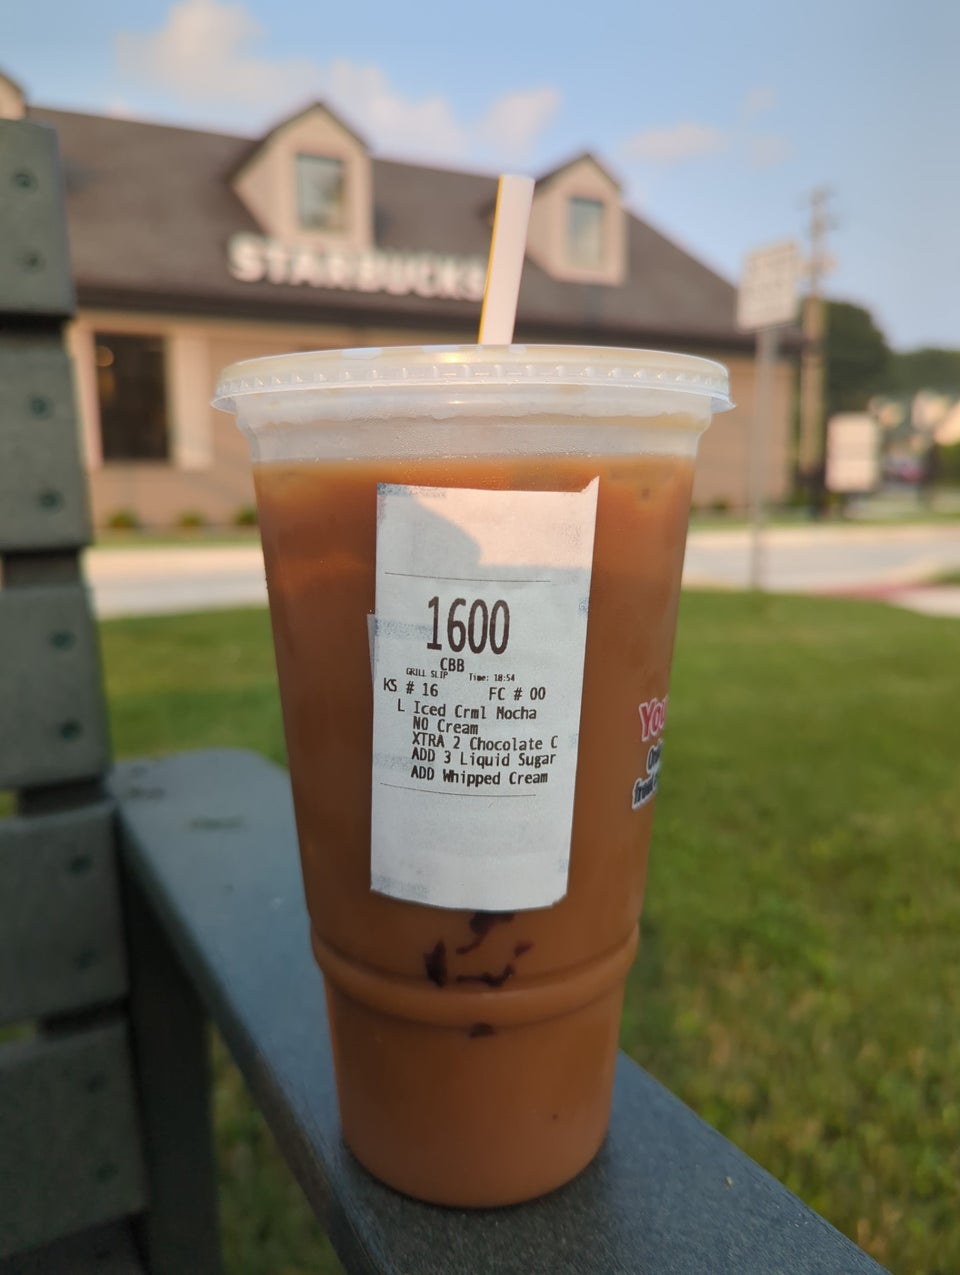 STARBUCKS
1600
CBB
GRILL SLIP Time: 18:54
KS # 16 FC # 00
L Iced Crml Mocha
NO Cream
XTRA 2 Chocolate C
ADD 3 Liquid Sugar
ADD Whipped Cream